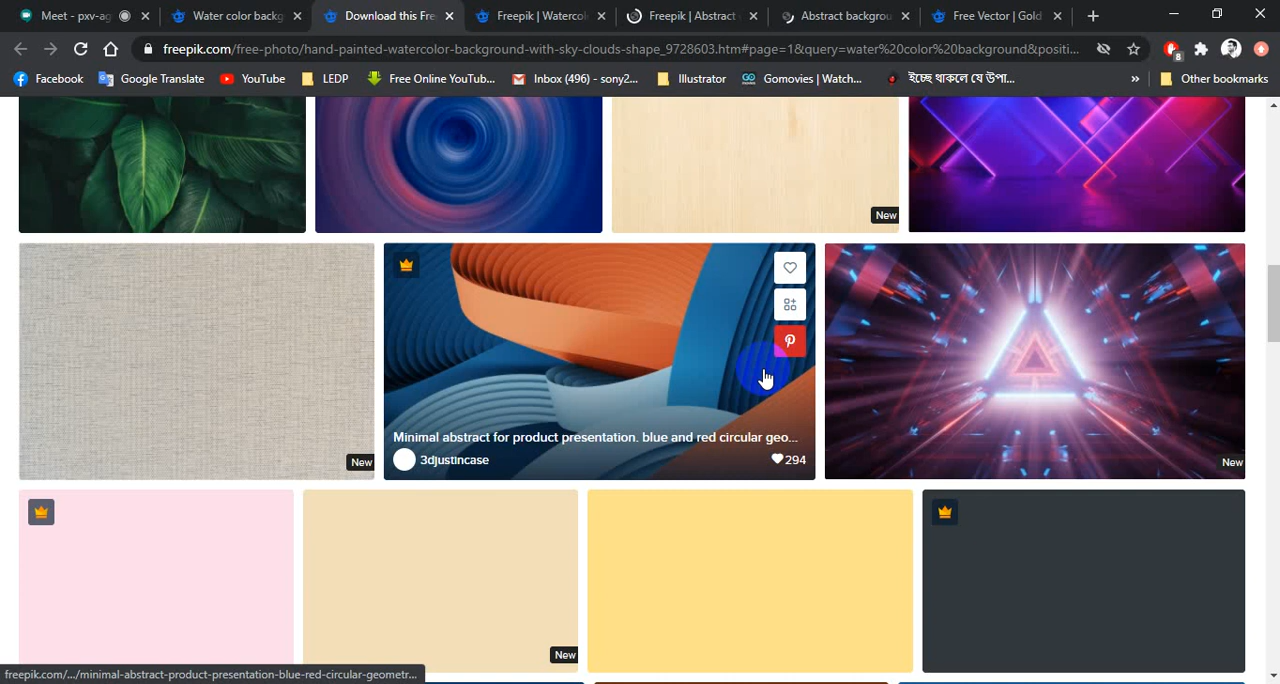 Meet - pxv-ag
Water color backg
Download this Fre
Freepik | Waterco
Freepik | Abstract
Abstract backgrou
Free Vector | Gold
freepik.com/free-photo/hand-painted-watercolor-background-with-sky-clouds-shape_9728603.htm#page=1&query=water%20color%20background&positi...
8
Facebook
Google Translate
YouTube
LEDP
Free Online YouTub...
Inbox (496) - sony2...
Illustrator
Gomovies | Watch...
ইচ্ছে থাকলে যে উপা...
»
Other bookmarks
New
New
Minimal abstract for product presentation. blue and red circular geo...
3djustincase
294
New
New
freepik.com/.../minimal-abstract-product-presentation-blue-red-circular-geometr...